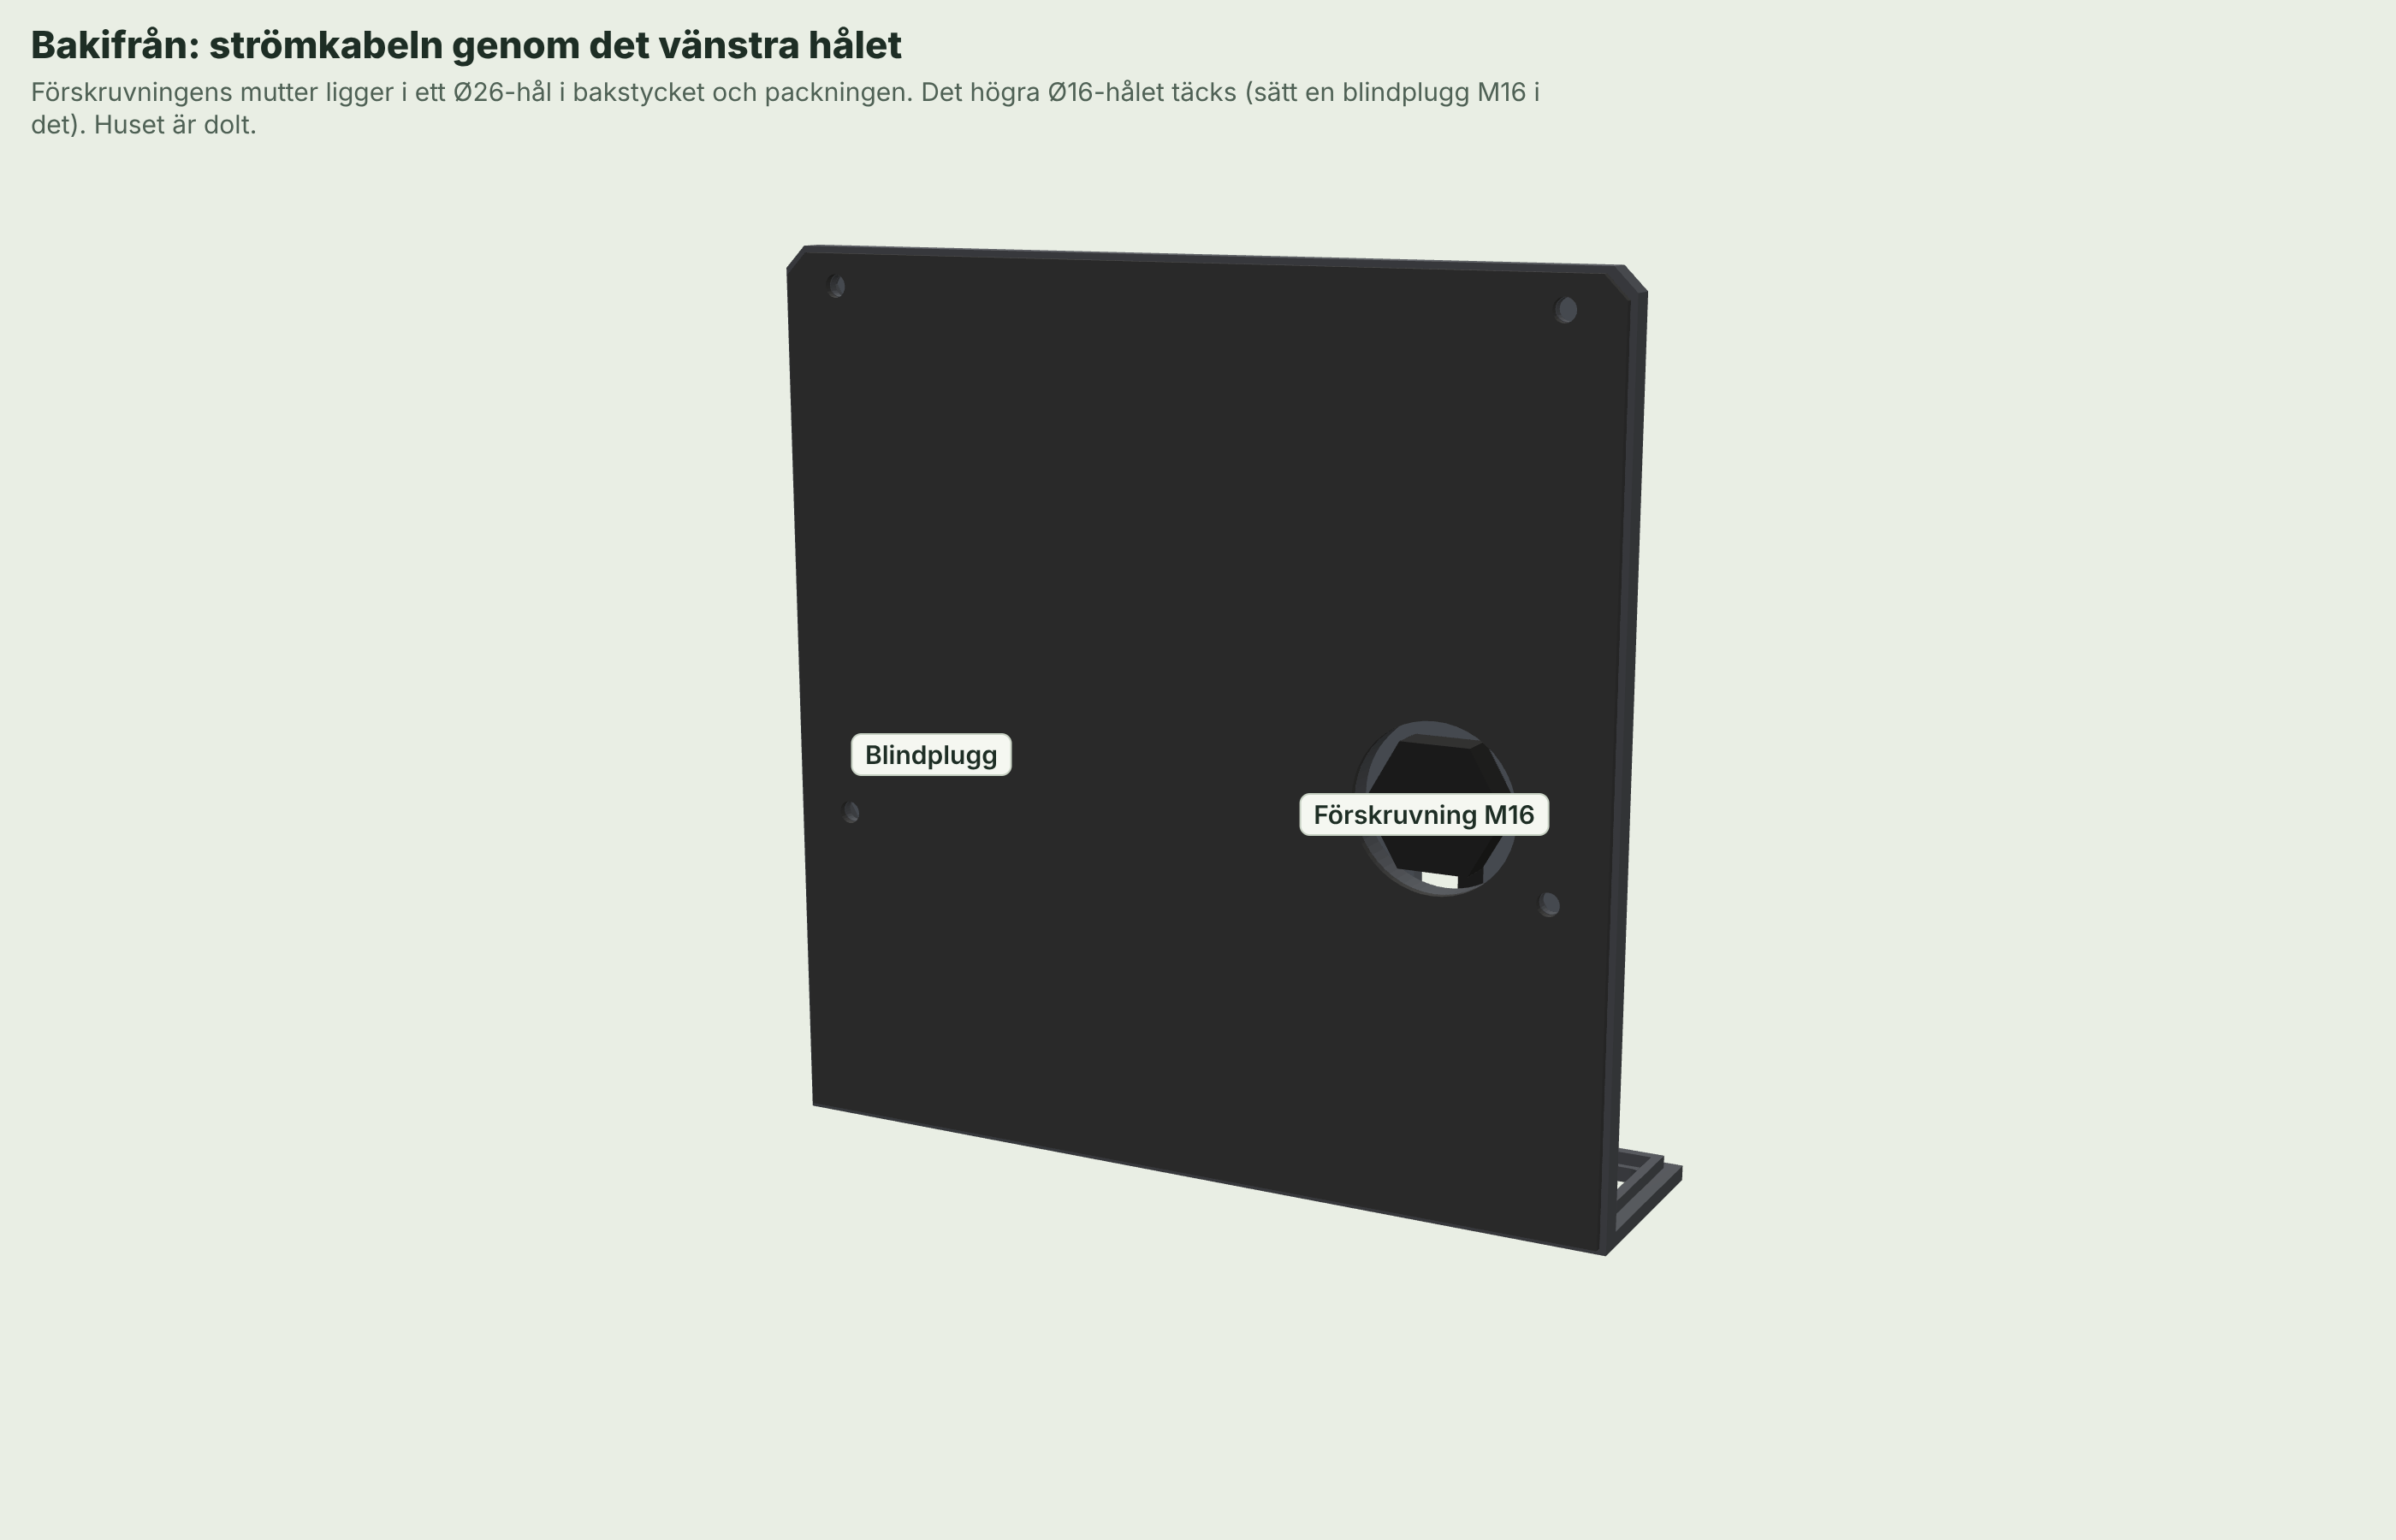 Bakifrån: strömkabeln genom det vänstra hålet
Förskruvningens mutter ligger i ett Ø26-hål i bakstycket och packningen. Det högra Ø16-hålet täcks (sätt en blindplugg M16 i
det). Huset är dolt.
Blindplugg
Förskruvning M16